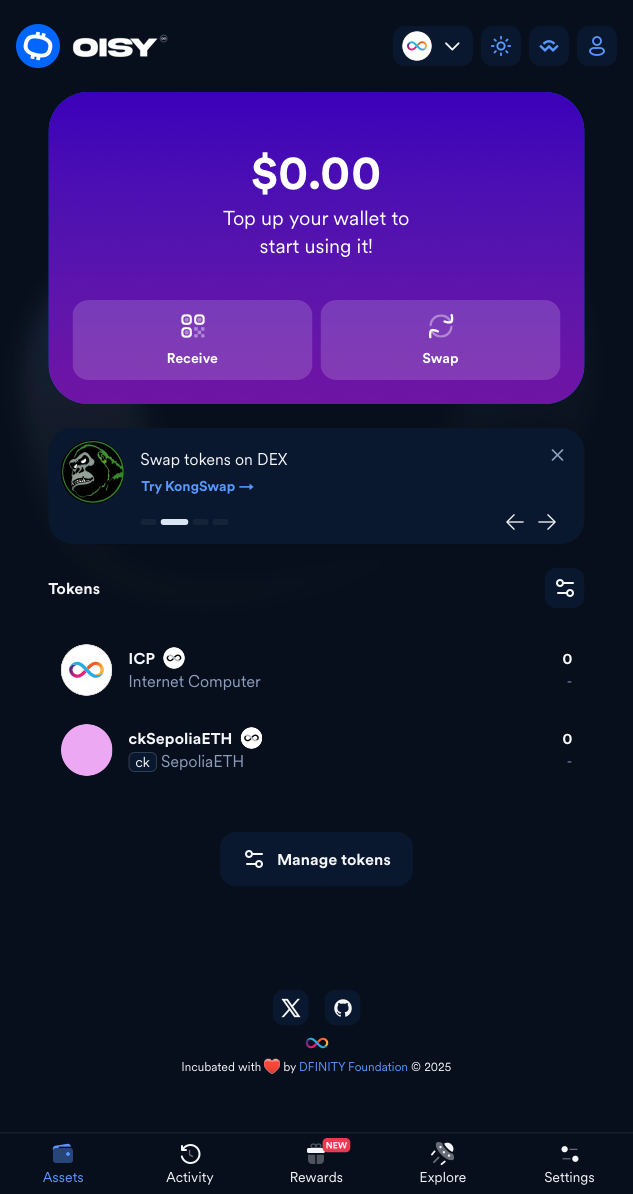 OISY
$0.00
Top up your wallet to
start using it!
Receive
Swap
Swap tokens on DEX
Try KongSwap →
Tokens
ICP
0
Internet Computer
-
ckSepoliaETH
0
ck SepoliaETH
-
Manage tokens
Incubated with ❤️ by DFINITY Foundation © 2025
NEW
Assets
Activity
Rewards
Explore
Settings